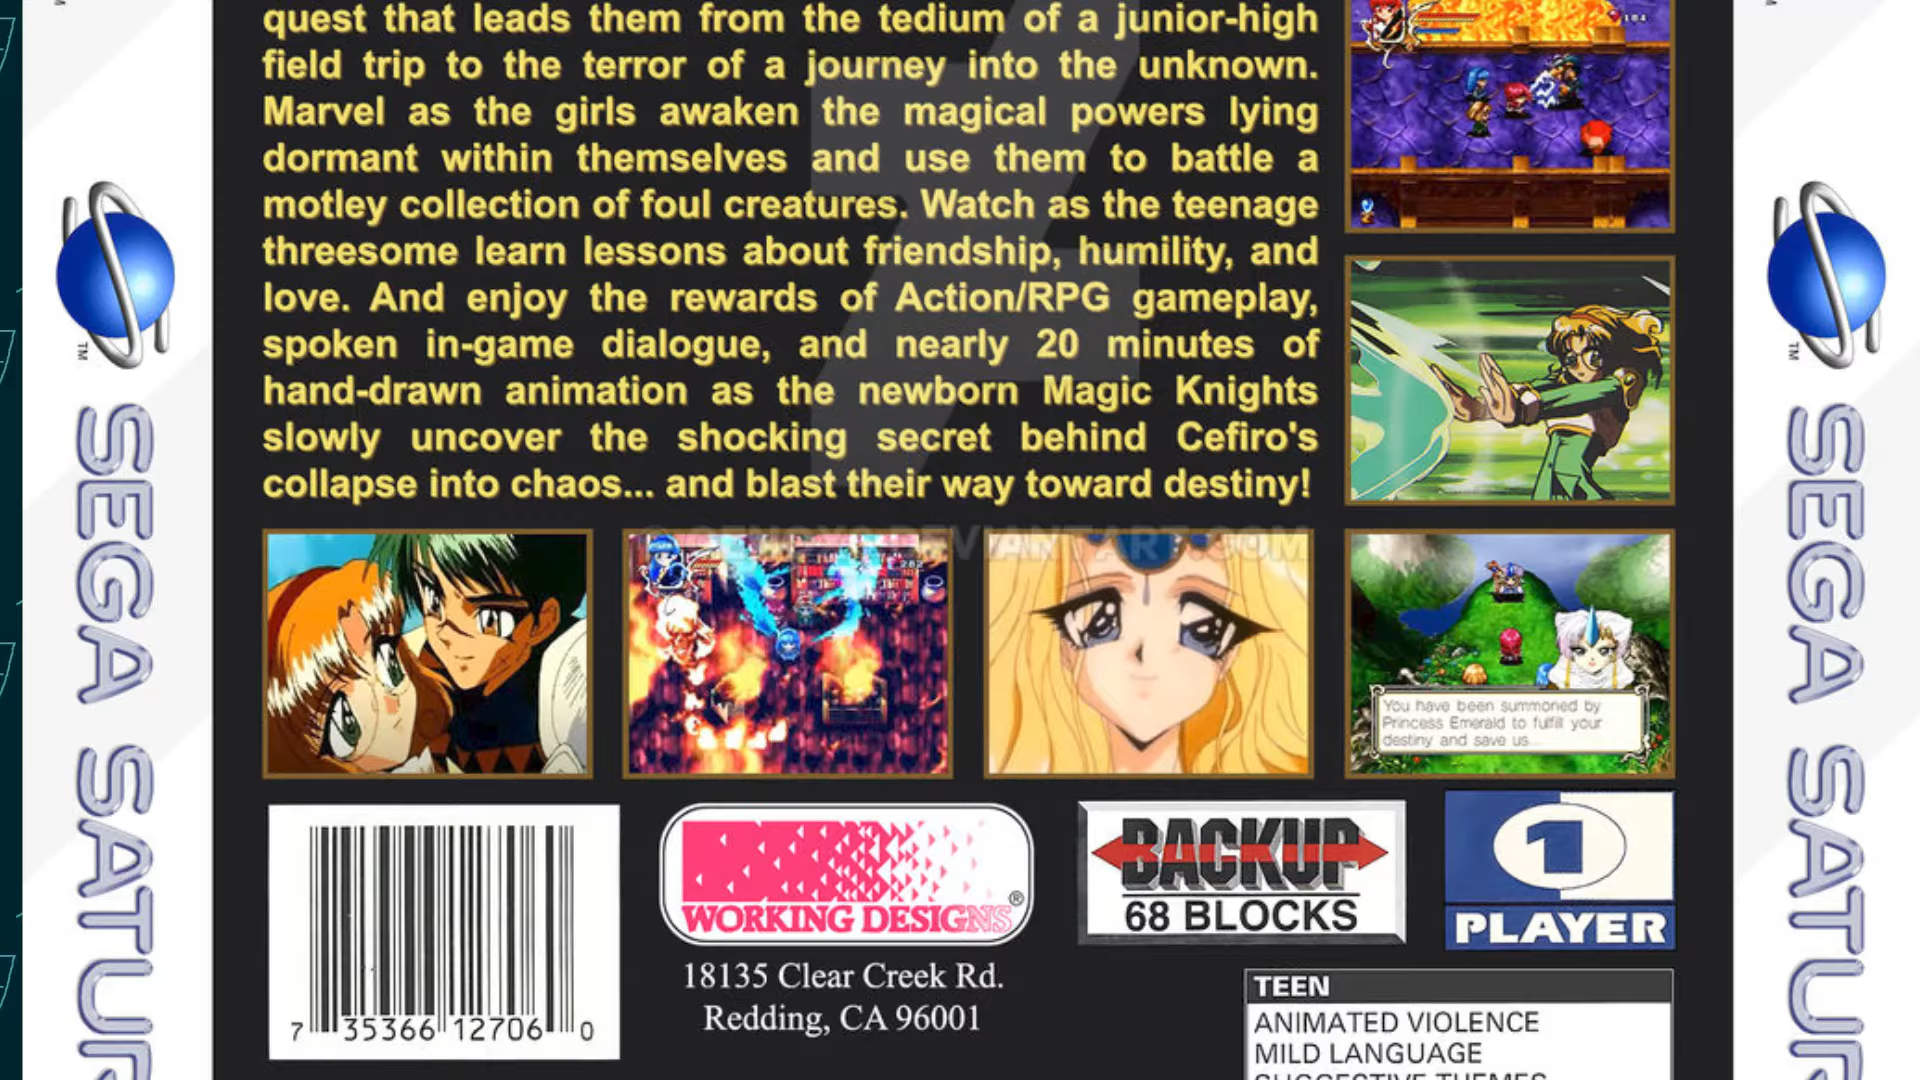 quest that leads them from the tedium of a junior-high
field trip to the terror of a journey into the unknown.
Marvel as the girls awaken the magical powers lying
dormant within themselves and use them to battle a
motley collection of foul creatures. Watch as the teenage
threesome learn lessons about friendship, humility, and
love. And enjoy the rewards of Action/RPG gameplay,
spoken in-game dialogue, and nearly 20 minutes of
hand-drawn animation as the newborn Magic Knights
slowly uncover the shocking secret behind Cefiro's
collapse into chaos... and blast their way toward destiny!
184
282
You have been summoned by
Princess Emerald to fulfill your
destiny and save us
7 35366 12706 0
WORKING DESIGNS®
18135 Clear Creek Rd.
Redding, CA 96001
BACKUP
68 BLOCKS
1
PLAYER
TEEN
ANIMATED VIOLENCE
MILD LANGUAGE
SUGGESTIVE THEMES
TM
SEGA SATURN
TM
SEGA SATURN